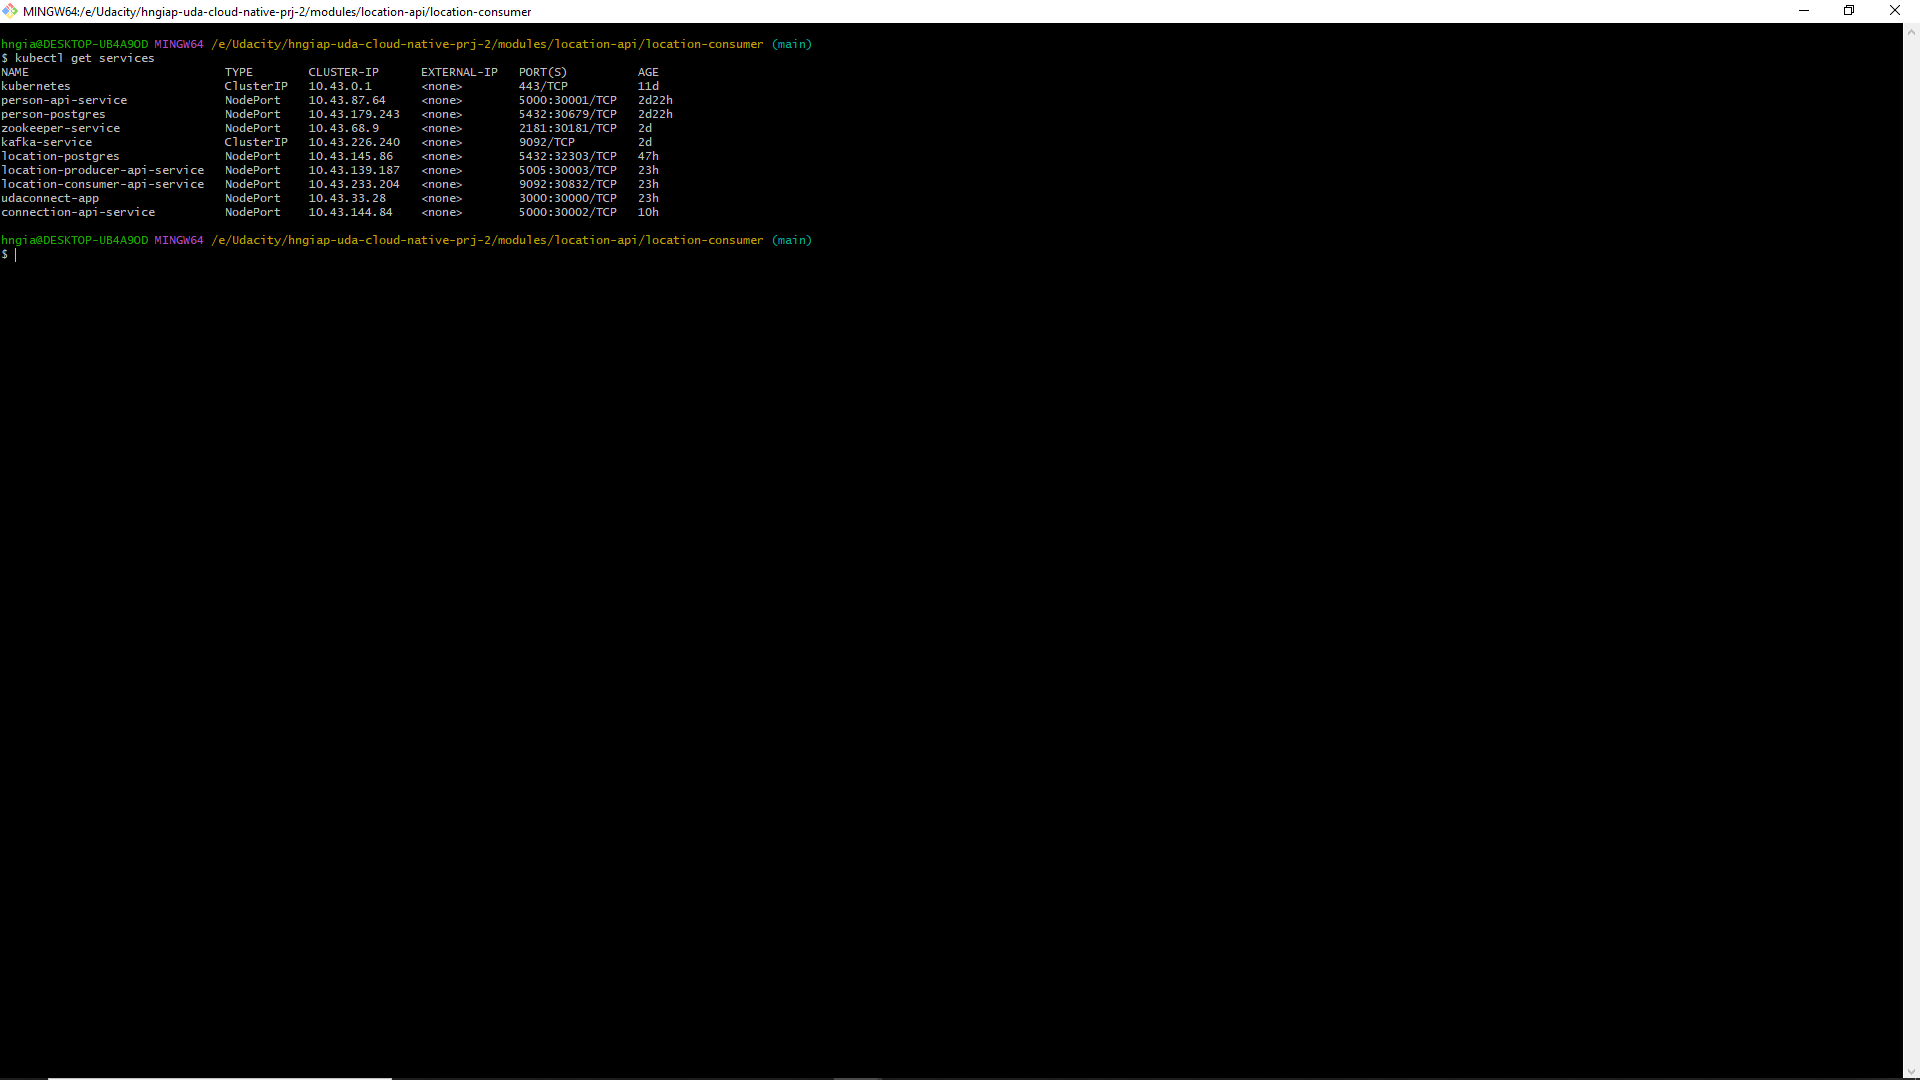 MINGW64:/e/Udacity/hngiap-uda-cloud-native-prj-2/modules/location-api/location-consumer
hngia@DESKTOP-UB4A9OD MINGW64 /e/Udacity/hngiap-uda-cloud-native-prj-2/modules/location-api/location-consumer (main)
$ kubectl get services
NAME TYPE CLUSTER-IP EXTERNAL-IP PORT(S) AGE
kubernetes ClusterIP 10.43.0.1 <none> 443/TCP 11d
person-api-service NodePort 10.43.87.64 <none> 5000:30001/TCP 2d22h
person-postgres NodePort 10.43.179.243 <none> 5432:30679/TCP 2d22h
zookeeper-service NodePort 10.43.68.9 <none> 2181:30181/TCP 2d
kafka-service ClusterIP 10.43.226.240 <none> 9092/TCP 2d
location-postgres NodePort 10.43.145.86 <none> 5432:32303/TCP 47h
location-producer-api-service NodePort 10.43.139.187 <none> 5005:30003/TCP 23h
location-consumer-api-service NodePort 10.43.233.204 <none> 9092:30832/TCP 23h
udaconnect-app NodePort 10.43.33.28 <none> 3000:30000/TCP 23h
connection-api-service NodePort 10.43.144.84 <none> 5000:30002/TCP 10h
hngia@DESKTOP-UB4A9OD MINGW64 /e/Udacity/hngiap-uda-cloud-native-prj-2/modules/location-api/location-consumer (main)
$